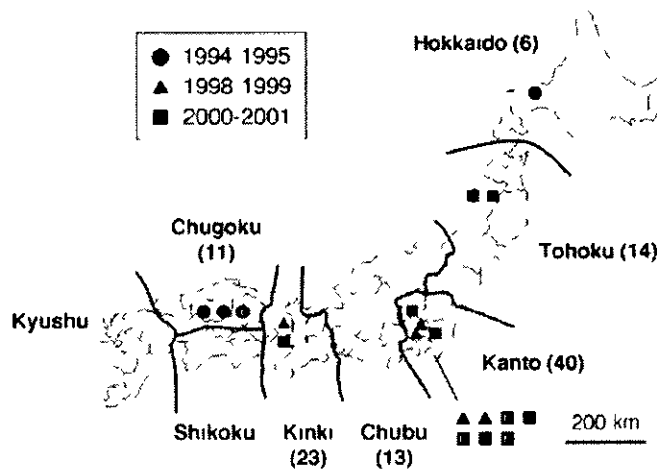 Hokkaido (6)
1994 1995
1998 1999
2000-2001
Chugoku
(11)
Tohoku (14)
Kyushu
Kanto (40)
Shikoku
Kinki
(23)
Chubu
(13)
200 km